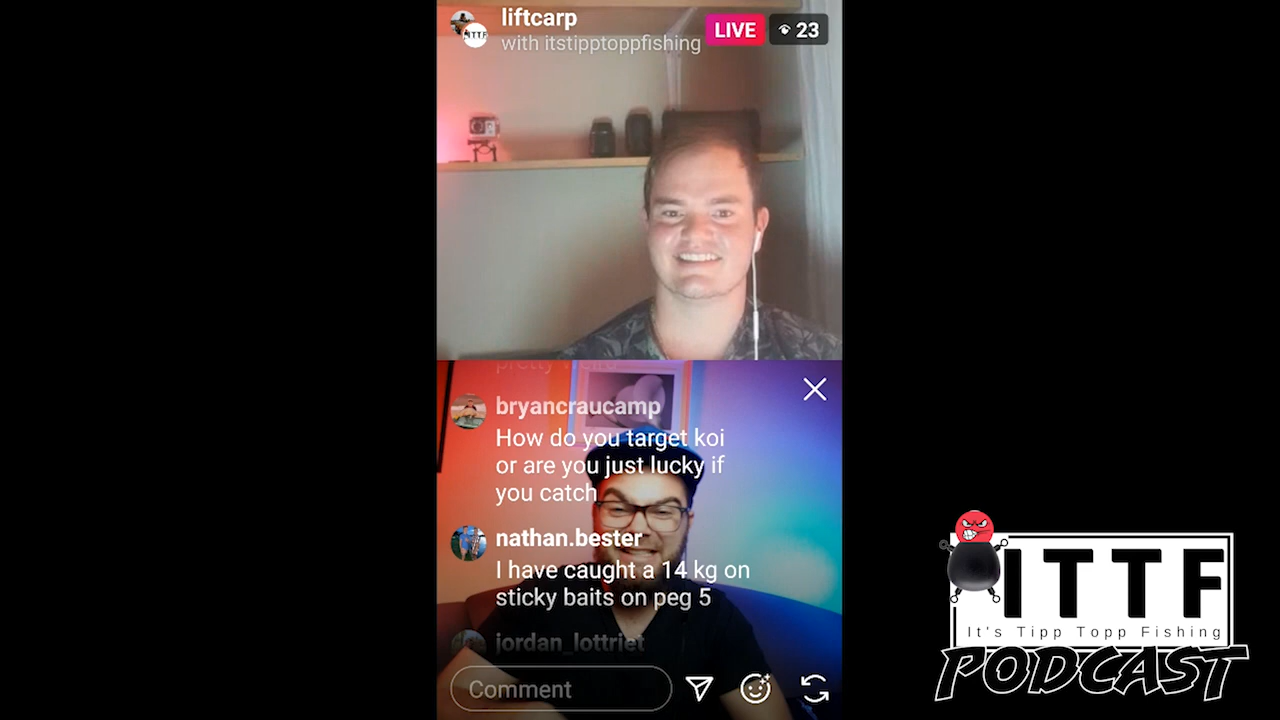 liftcarp
with itstipptoppfishing
LIVE
23
pretty weird
bryancraucamp
How do you target koi
or are you just lucky if
you catch
nathan.bester
I have caught a 14 kg on
sticky baits on peg 5
jordan_lottriet
Comment
ITTF
It's Tipp Topp Fishing
PODCAST